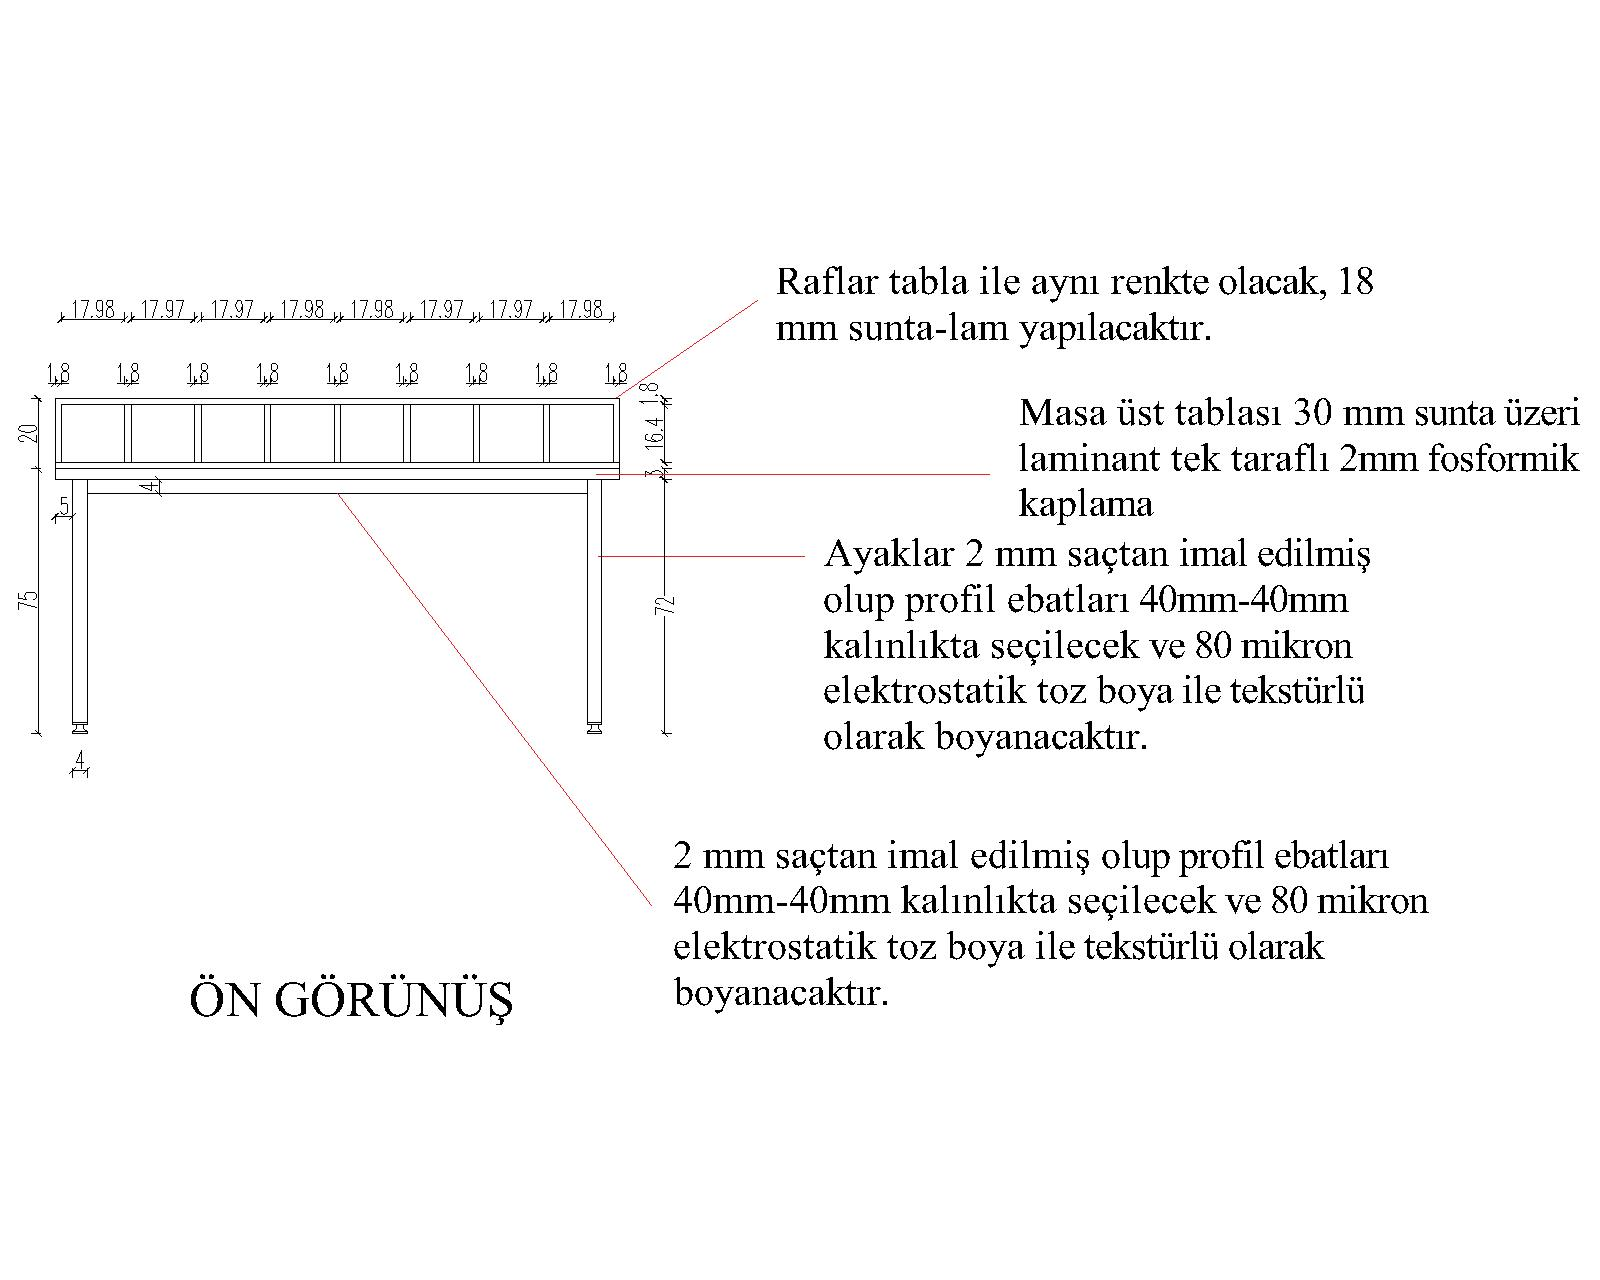 17.98 17.97 17.97 17.98 17.98 17.97 17.97 17.98
1.8 1.8 1.8 1.8 1.8 1.8 1.8 1.8 1.8
1.8
20
16.4
3
4
5
75
72
4
Raflar tabla ile aynı renkte olacak, 18
mm sunta-lam yapılacaktır.
Masa üst tablası 30 mm sunta üzeri
laminant tek taraflı 2mm fosformik
kaplama
Ayaklar 2 mm saçtan imal edilmiş
olup profil ebatları 40mm-40mm
kalınlıkta seçilecek ve 80 mikron
elektrostatik toz boya ile tekstürlü
olarak boyanacaktır.
2 mm saçtan imal edilmiş olup profil ebatları
40mm-40mm kalınlıkta seçilecek ve 80 mikron
elektrostatik toz boya ile tekstürlü olarak
boyanacaktır.
ÖN GÖRÜNÜŞ